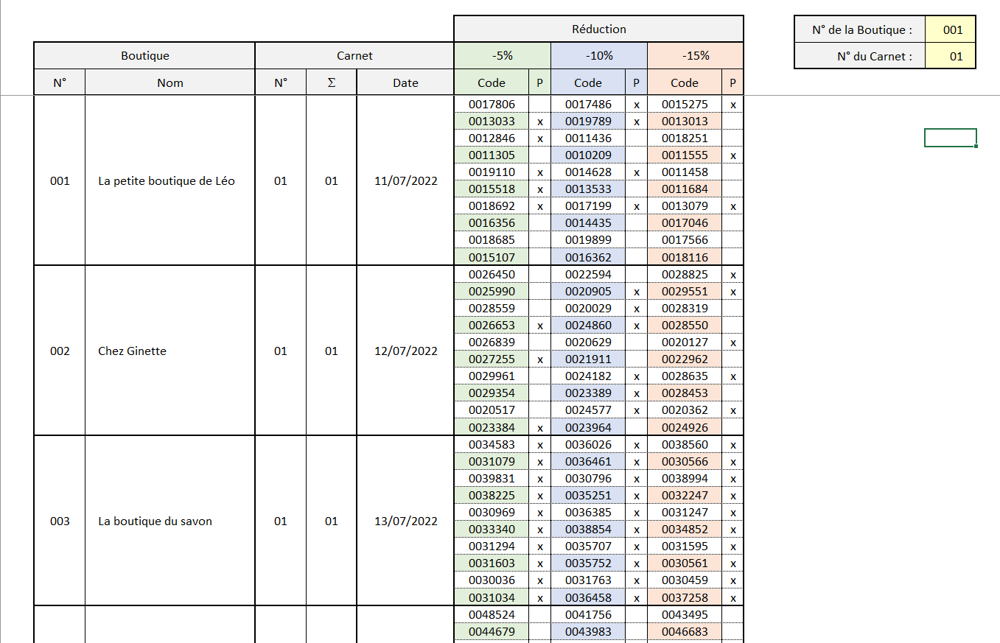 Réduction
N° de la Boutique : 001
Boutique Carnet -5% -10% -15%
N° du Carnet : 01
N° Nom N° Σ Date Code P Code P Code P
0017806 0017486 x 0015275 x
0013033 x 0019789 x 0013013
0012846 x 0011436 0018251
0011305 0010209 0011555 x
0019110 x 0014628 x 0011458
001 La petite boutique de Léo 01 01 11/07/2022
0015518 x 0013533 0011684
0018692 x 0017199 x 0013079 x
0016356 0014435 0017046
0018685 0019899 0017566
0015107 0016362 0018116
0026450 0022594 0028825 x
0025990 0020905 x 0029551 x
0028559 0020029 x 0028319
0026653 x 0024860 x 0028550
0026839 0020629 0020127 x
002 Chez Ginette 01 01 12/07/2022
0027255 x 0021911 0022962
0029961 0024182 x 0028635 x
0029354 0023389 x 0028453
0020517 0024577 x 0020362 x
0023384 x 0023964 0024926
0034583 x 0036026 x 0038560 x
0031079 x 0036461 x 0030566 x
0039831 x 0030796 x 0038994 x
0038225 x 0035251 x 0032247 x
0030969 x 0036385 x 0031247 x
003 La boutique du savon 01 01 13/07/2022
0033340 x 0038854 x 0034852 x
0031294 x 0035707 x 0031595 x
0031603 x 0035752 x 0030561 x
0030036 x 0031763 x 0030459 x
0031034 x 0036458 x 0037258 x
0048524 0041756 0043495
0044679 0043983 0046683